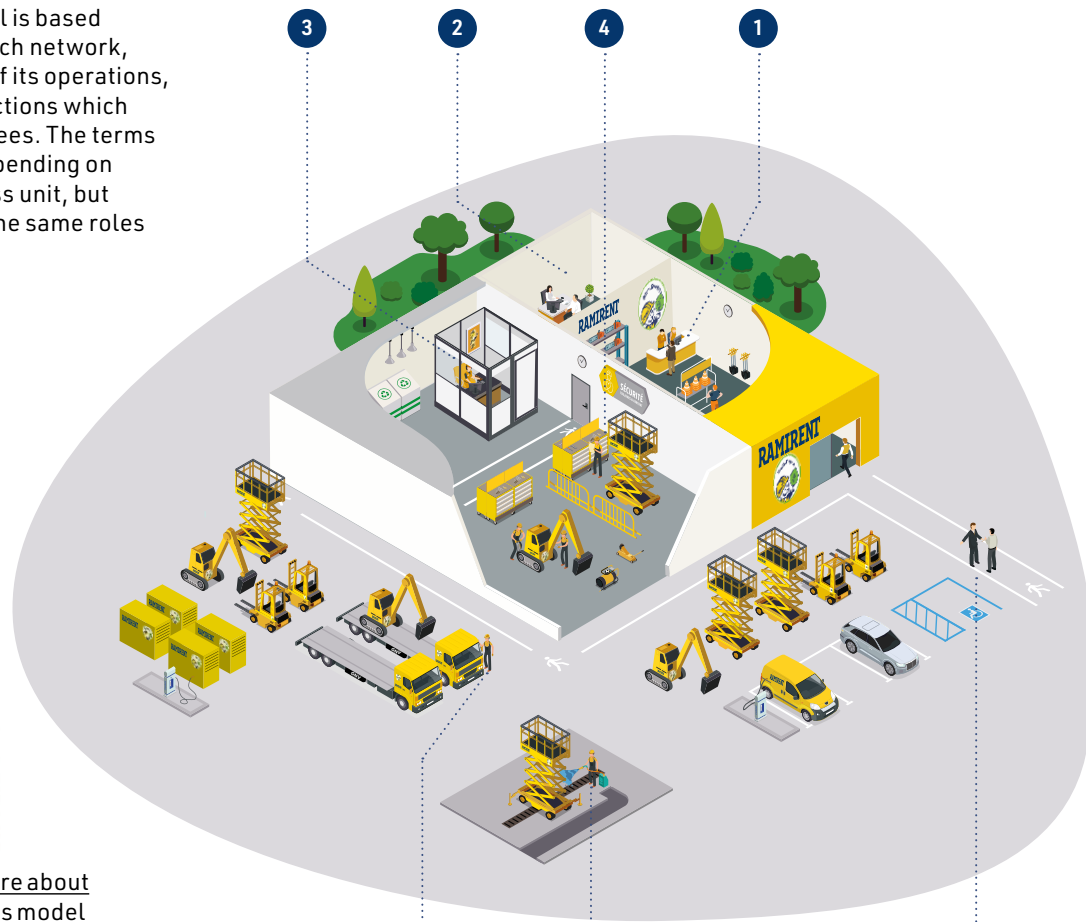 l is based
ch network,
f its operations,
ctions which
ees. The terms
pending on
ss unit, but
he same roles
3
2
4
1
RAMIRENT
SÉCURITÉ
RAMIRENT
re about
s model